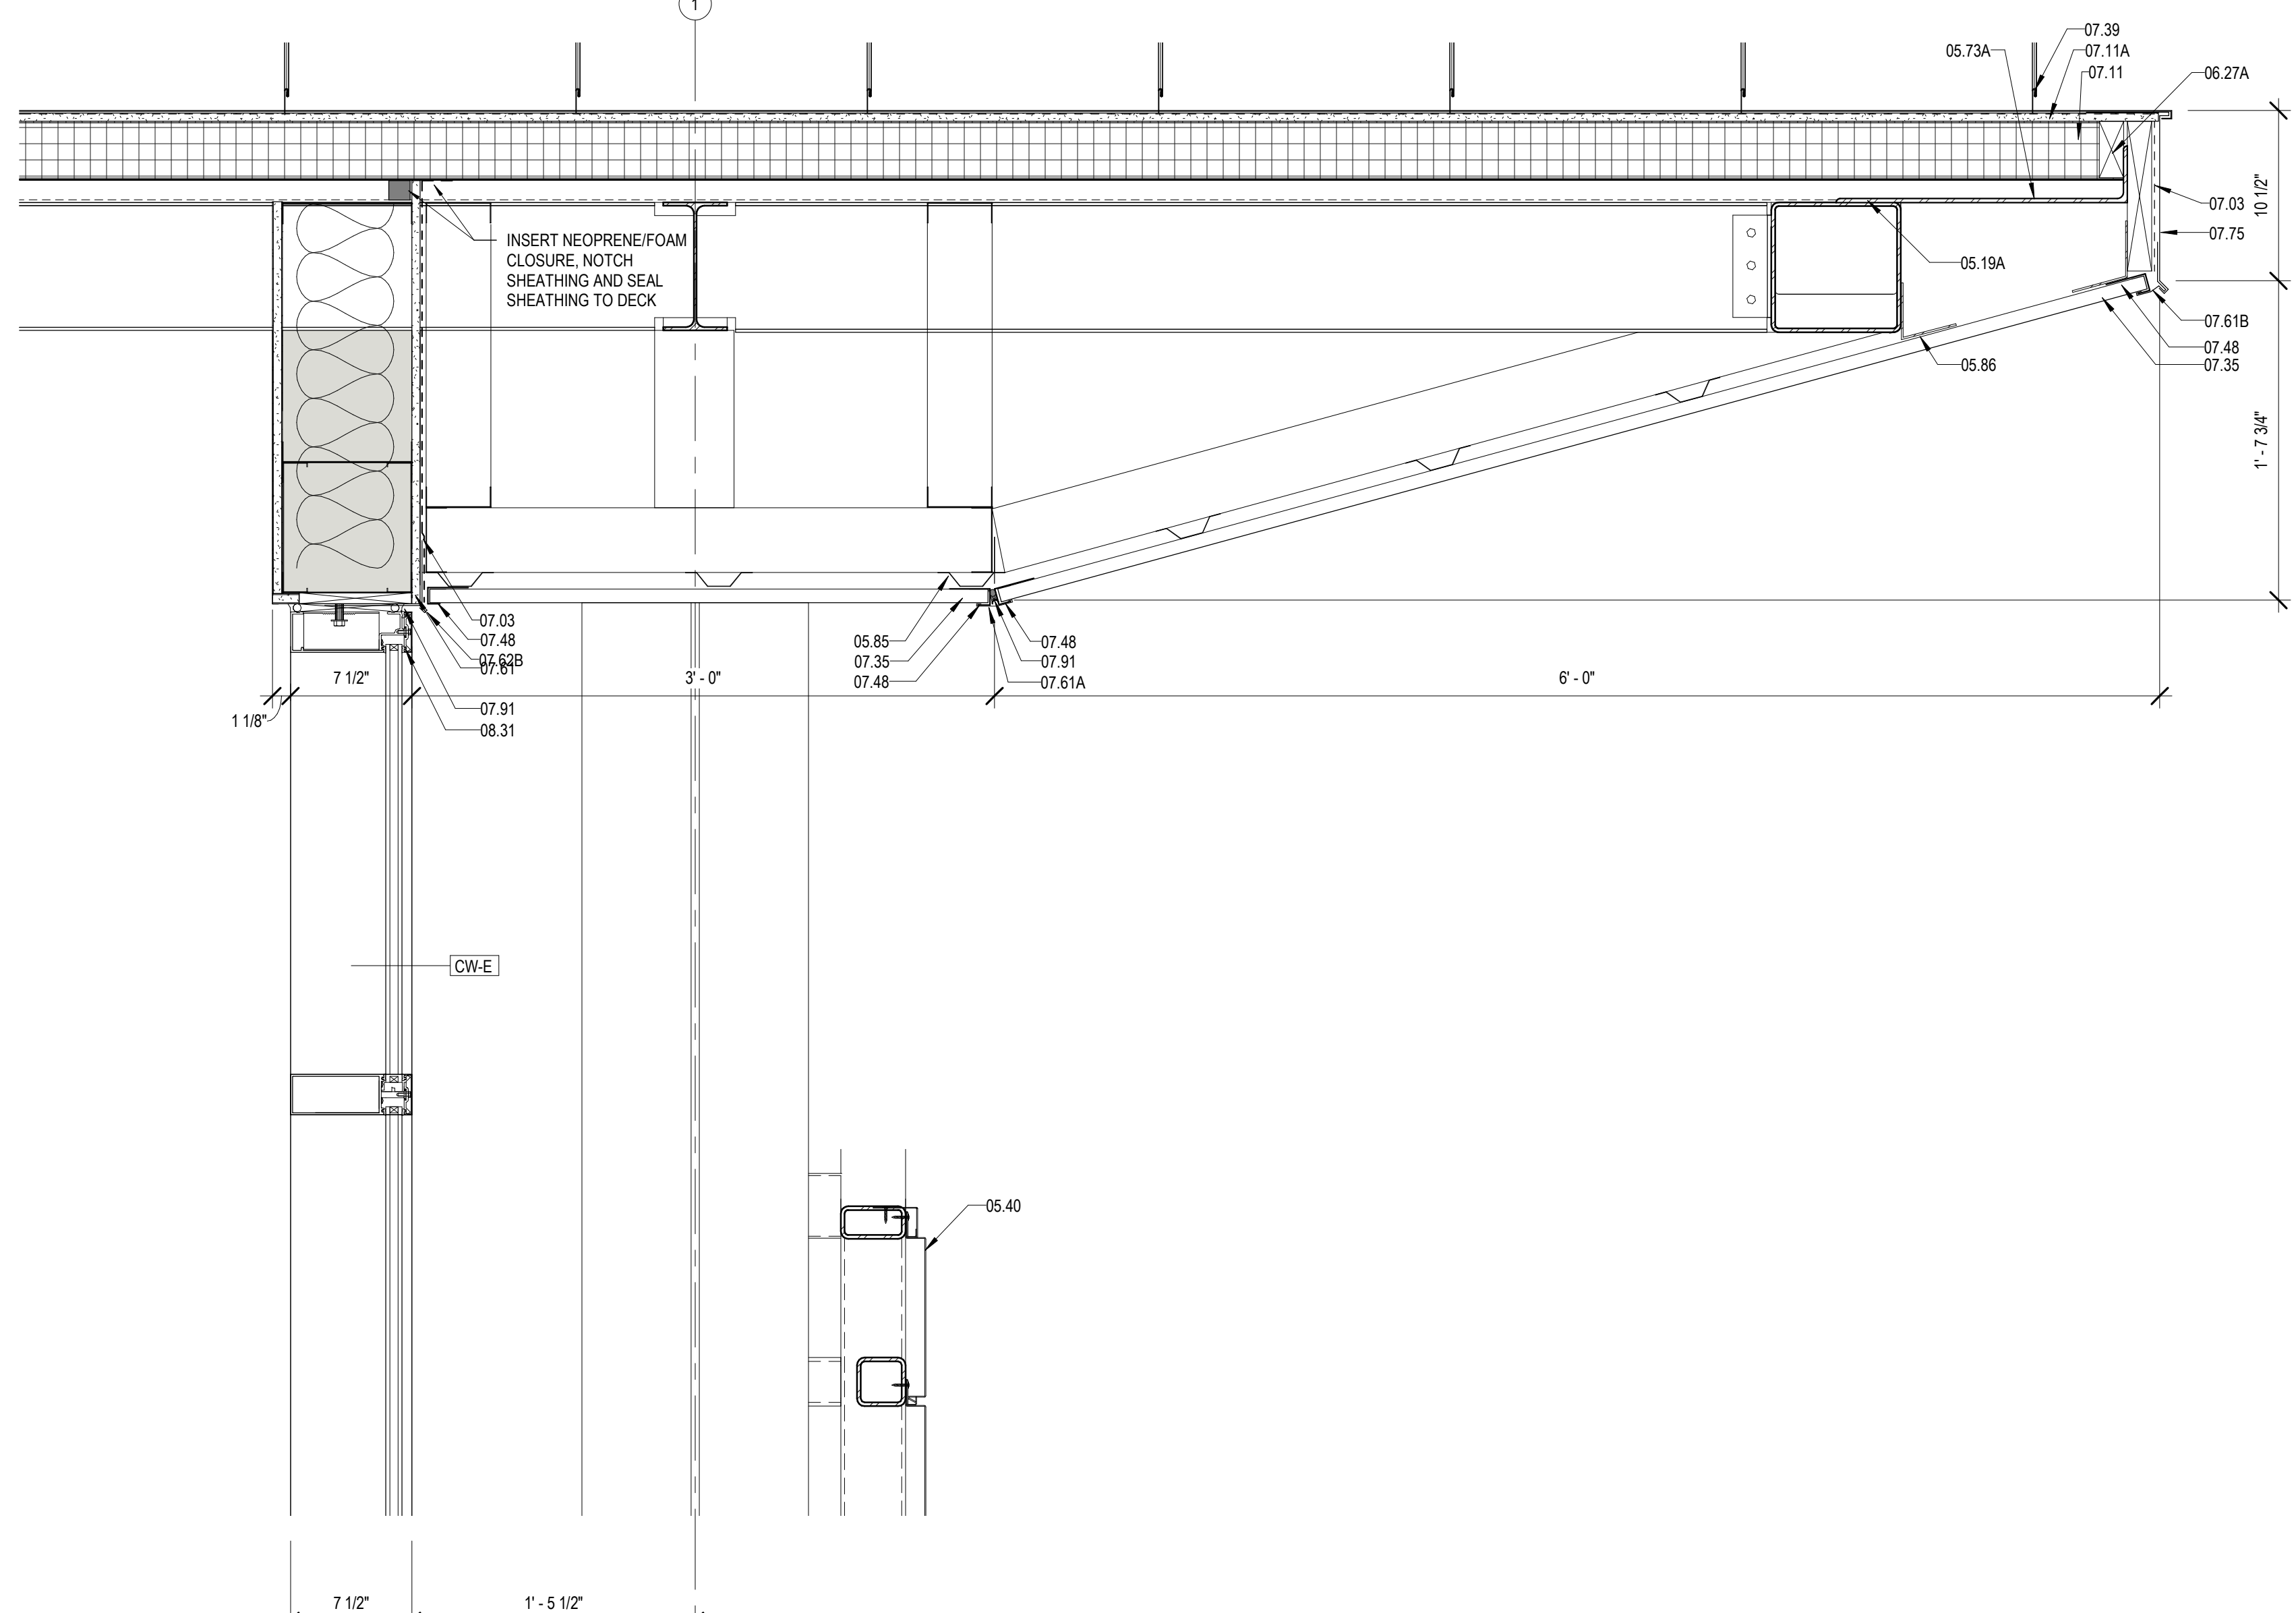 1
07.39
05.73A
07.11A
07.11
06.27A
07.03
10 1/2"
07.75
INSERT NEOPRENE/FOAM
CLOSURE, NOTCH
SHEATHING AND SEAL
SHEATHING TO DECK
05.19A
07.61B
07.48
07.35
05.86
1' - 7 3/4"
07.03
07.48
07.62B
07.61
05.85
07.35
07.48
07.48
07.91
07.61A
7 1/2"
3' - 0"
6' - 0"
1 1/8"
07.91
08.31
CW-E
05.40
7 1/2"
1' - 5 1/2"